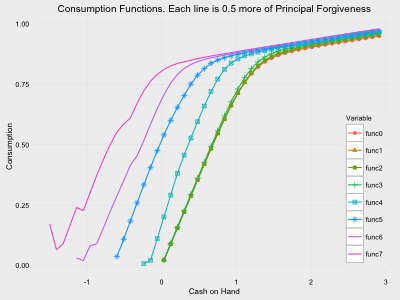 Consumption Functions. Each line is 0.5 more of Principal Forgiveness
1.00
0.75
0.50
0.25
0.00
Consumption
-1
0
1
2
3
Cash on Hand
Variable
func0
func1
func2
func3
func4
func5
func6
func7